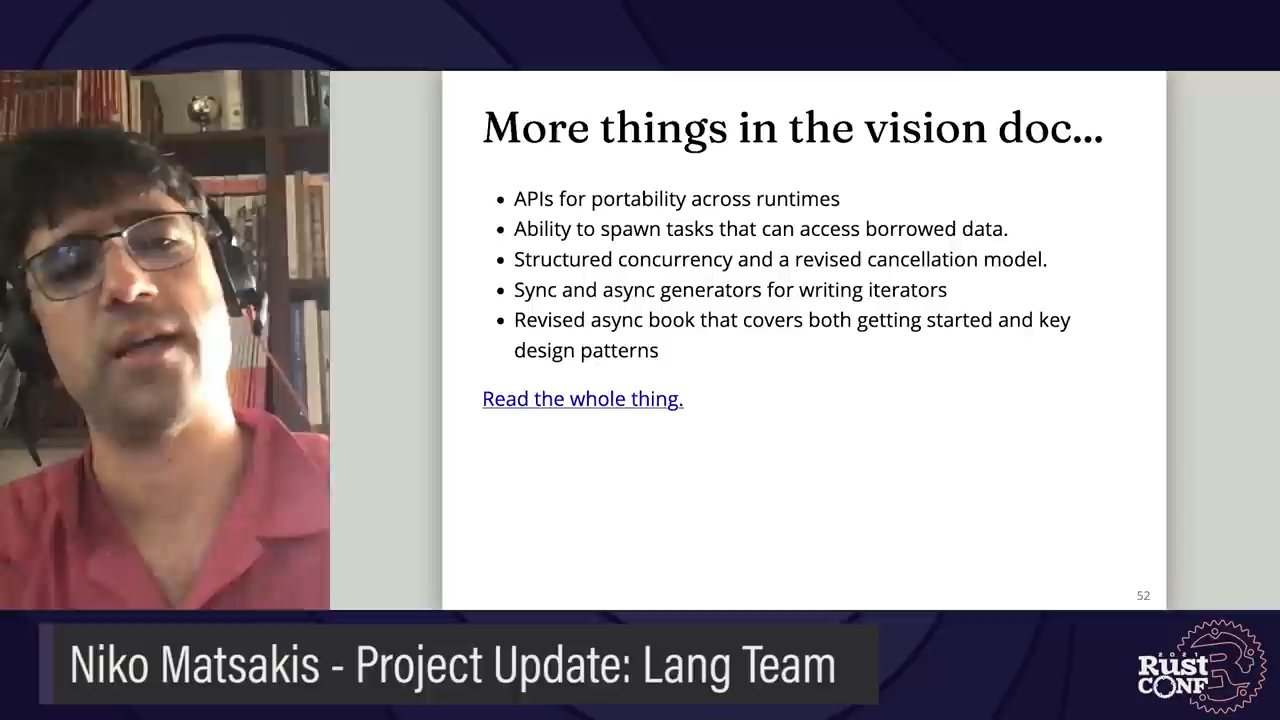 More things in the vision doc...
• APIs for portability across runtimes
• Ability to spawn tasks that can access borrowed data.
• Structured concurrency and a revised cancellation model.
• Sync and async generators for writing iterators
• Revised async book that covers both getting started and key
design patterns
Read the whole thing.
52
Niko Matsakis - Project Update: Lang Team
2021
Rust
CONF